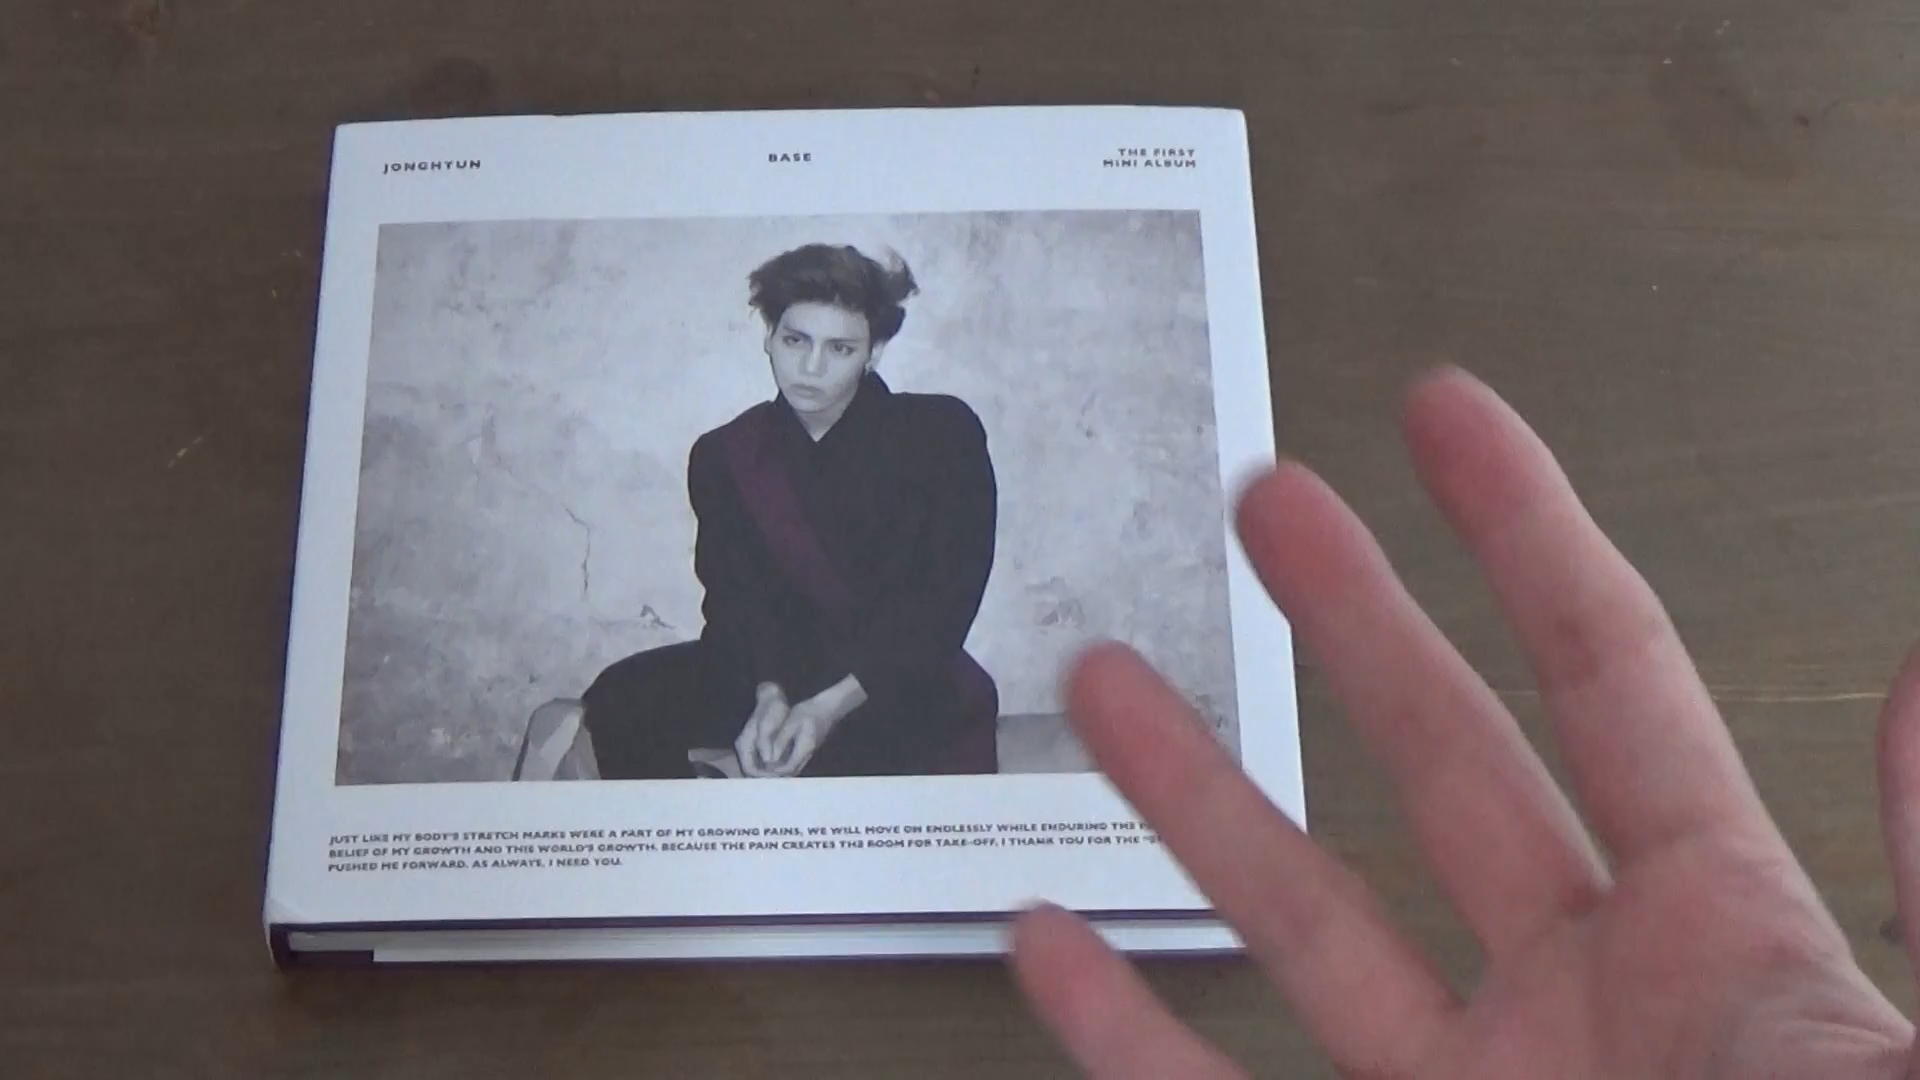 JONGHYUN
BASE
THE FIRST
MINI ALBUM
JUST LIKE MY BODY'S STRETCH MARKS WERE A PART OF MY GROWING PAINS, WE WILL MOVE ON ENDLESSLY WHILE ENDURING THE
BELIEF OF MY GROWTH AND THIS WORLD'S GROWTH. BECAUSE THE PAIN CREATES THE ROOM FOR TAKE-OFF, I THANK YOU FOR THE
PUSHED ME FORWARD. AS ALWAYS, I NEED YOU.